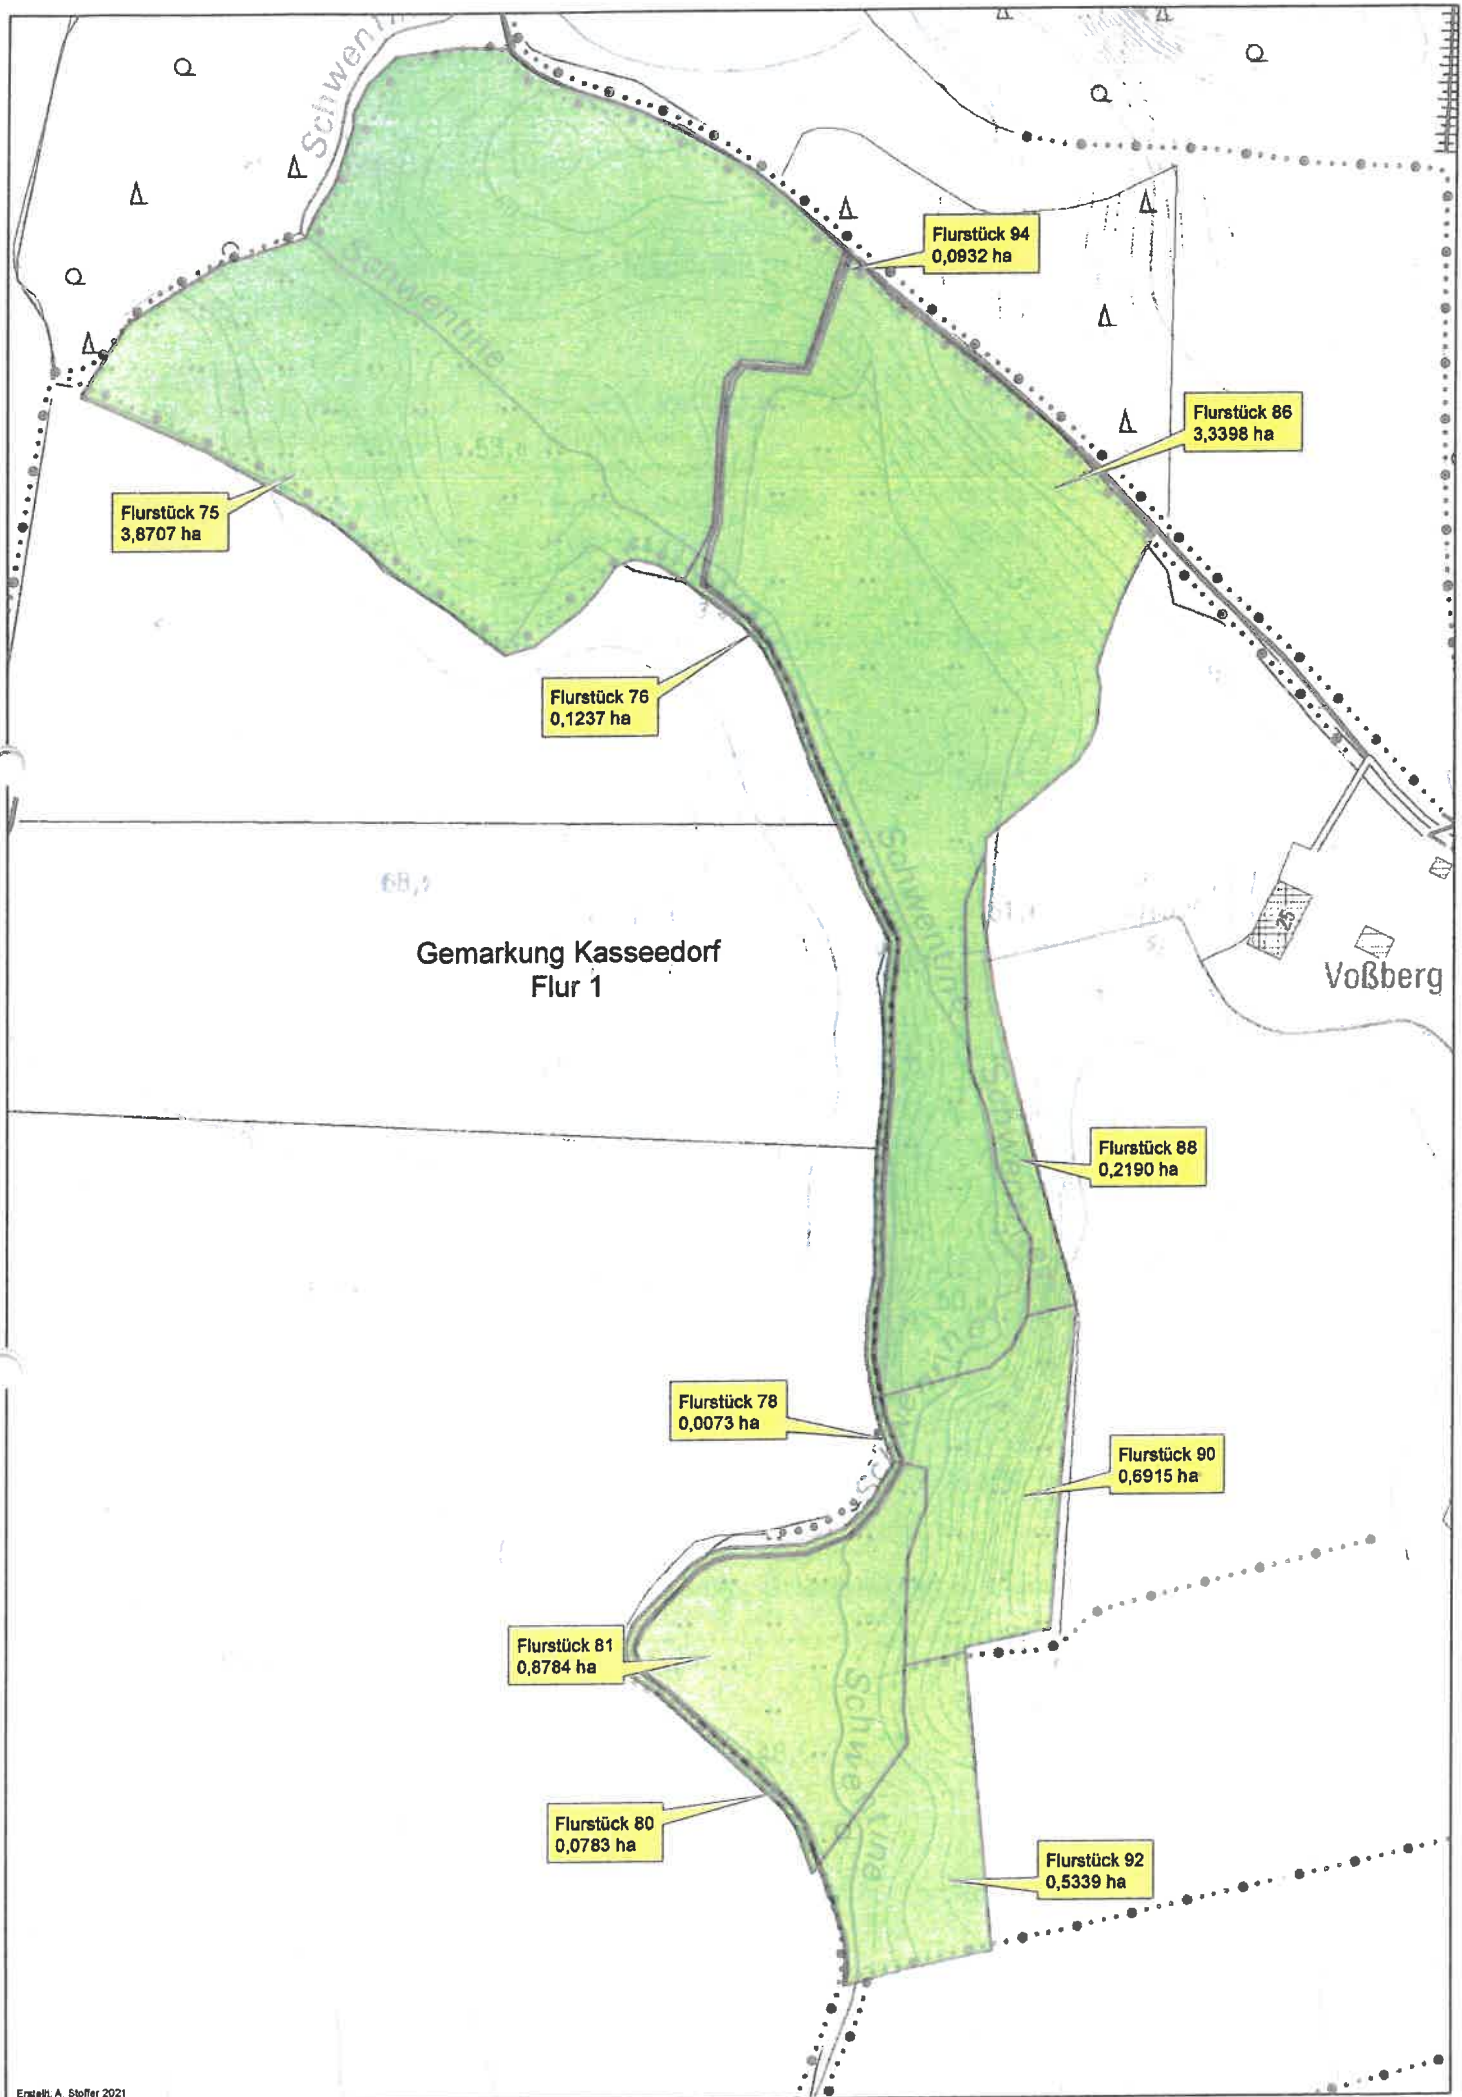 Schwenti
Schwentine
Flurstück 94
0,0932 ha
Flurstück 86
3,3398 ha
Flurstück 75
3,8707 ha
Flurstück 76
0,1237 ha
Schwentine
Gemarkung Kasseedorf
Flur 1
25
Voßberg
Flurstück 88
0,2190 ha
Flurstück 78
0,0073 ha
Flurstück 90
0,6915 ha
Flurstück 81
0,8784 ha
Flurstück 80
0,0783 ha
Schwentine
Flurstück 92
0,5339 ha
Erstellt: A. Stoffer 2021